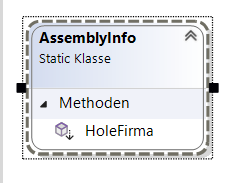 AssemblyInfo
Static Klasse
Methoden
HoleFirma